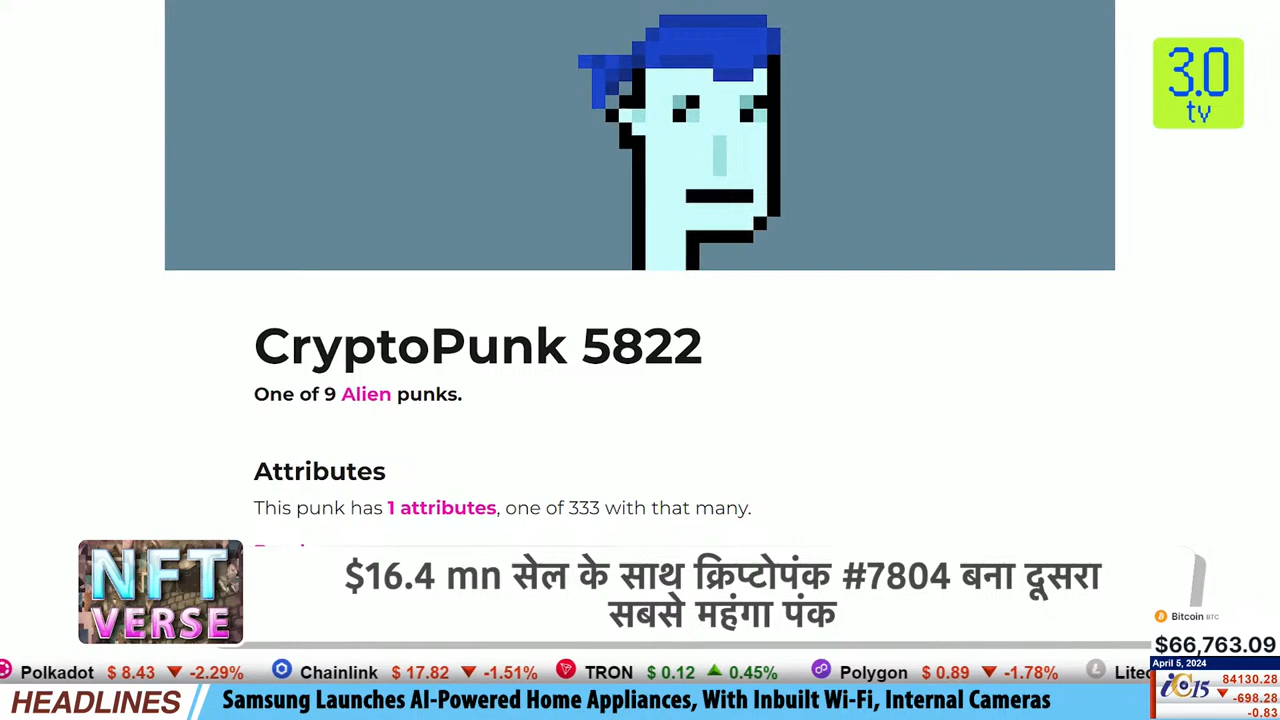 3.0
tv
CryptoPunk 5822
One of 9 Alien punks.
Attributes
This punk has 1 attributes, one of 333 with that many.
NFT
VERSE
$16.4 mn सेल के साथ क्रिप्टोपंक #7804 बना दूसरा
सबसे महंगा पंक
Bitcoin BTC
$66,763.09
April 5, 2024
Polkadot $ 8.43 -2.29% Chainlink $ 17.82 -1.51% TRON $ 0.12 0.45% Polygon $ 0.89 -1.78%
84130.28
-698.28
-0.83
HEADLINES Samsung Launches AI-Powered Home Appliances, With Inbuilt Wi-Fi, Internal Cameras